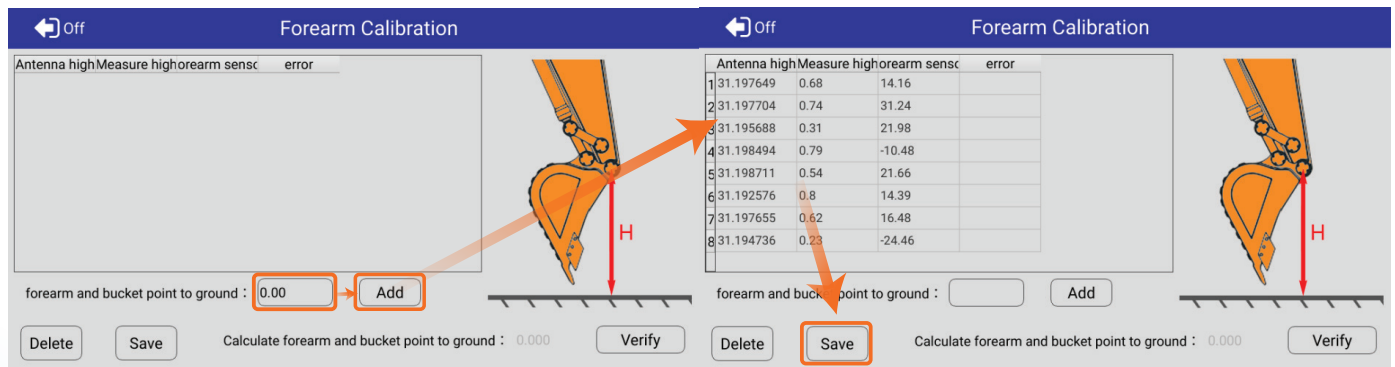 Off Forearm Calibration
Antenna high Measure high orearm sensc error
H
forearm and bucket point to ground : 0.00 Add
Delete Save Calculate forearm and bucket point to ground : 0.000 Verify
Off Forearm Calibration
Antenna high Measure high orearm sensc error
1 31.197649 0.68 14.16
2 31.197704 0.74 31.24
3 31.195688 0.31 21.98
4 31.198494 0.79 -10.48
5 31.198711 0.54 21.66
6 31.192576 0.8 14.39
7 31.197655 0.62 16.48
8 31.194736 0.23 -24.46
H
forearm and bucket point to ground : Add
Delete Save Calculate forearm and bucket point to ground : 0.000 Verify